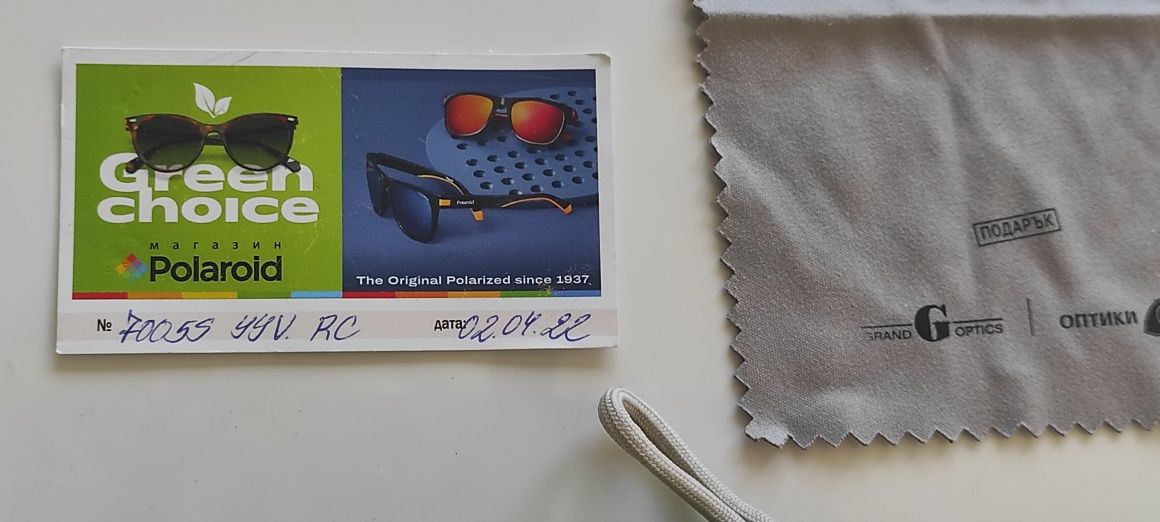 Green
choice
магазин
Polaroid
Polaroid
The Original Polarized since 1937
№ 7005S YYV. RC дата: 02.04.22
ПОДАРЪК
GRAND G OPTICS | ОПТИКИ